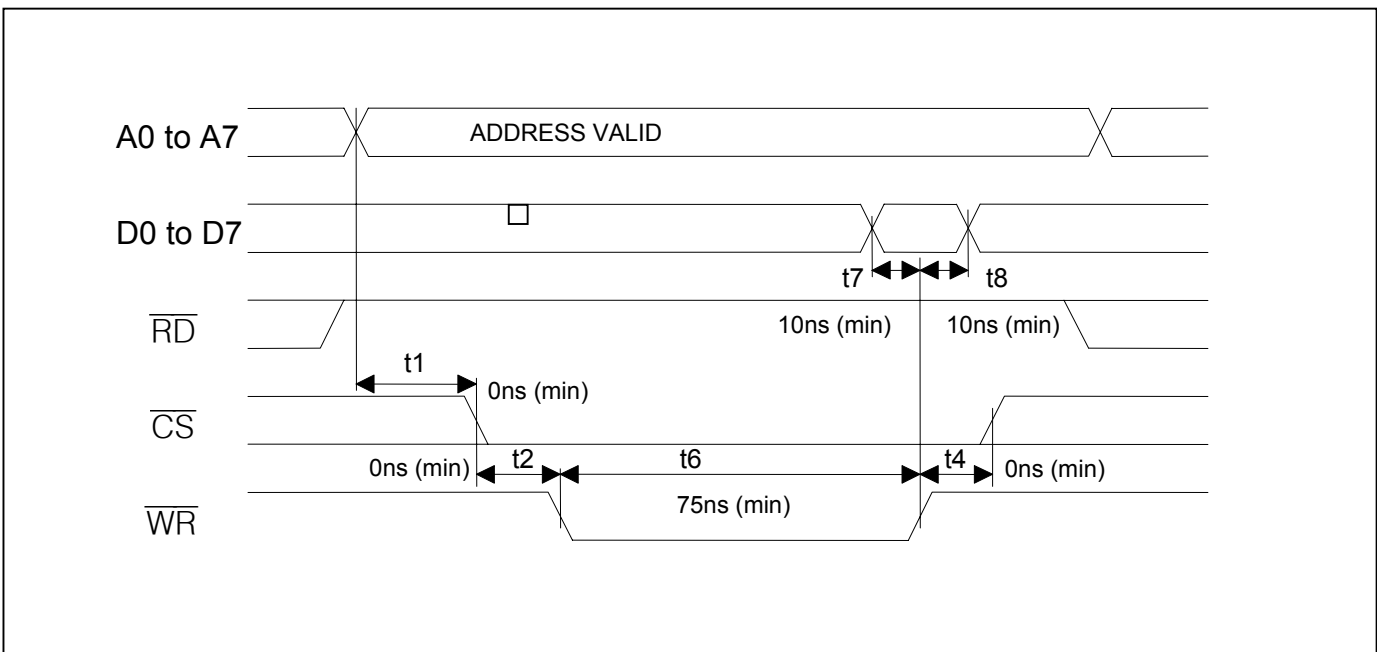 A0 to A7
ADDRESS VALID
D0 to D7
t7
t8
RD
10ns (min)
10ns (min)
t1
0ns (min)
CS
0ns (min)
t2
t6
t4
0ns (min)
75ns (min)
WR